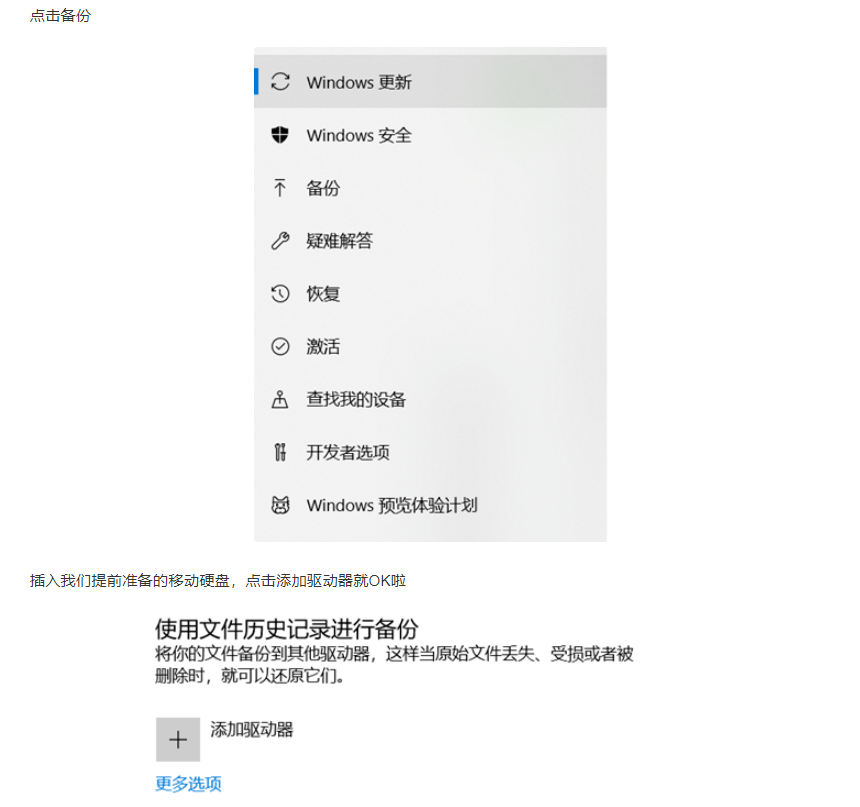 点击备份
Windows 更新
Windows 安全
备份
疑难解答
恢复
激活
查找我的设备
开发者选项
Windows 预览体验计划
插入我们提前准备的移动硬盘，点击添加驱动器就OK啦
使用文件历史记录进行备份
将你的文件备份到其他驱动器，这样当原始文件丢失、受损或者被
删除时，就可以还原它们。
添加驱动器
更多选项